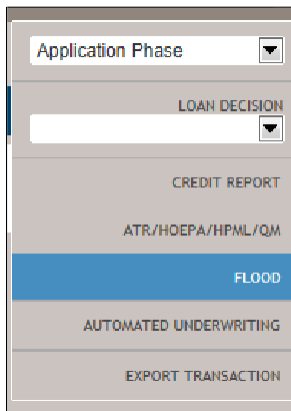 Application Phase
LOAN DECISION
CREDIT REPORT
ATR/HOEPA/HPML/QM
FLOOD
AUTOMATED UNDERWRITING
EXPORT TRANSACTION